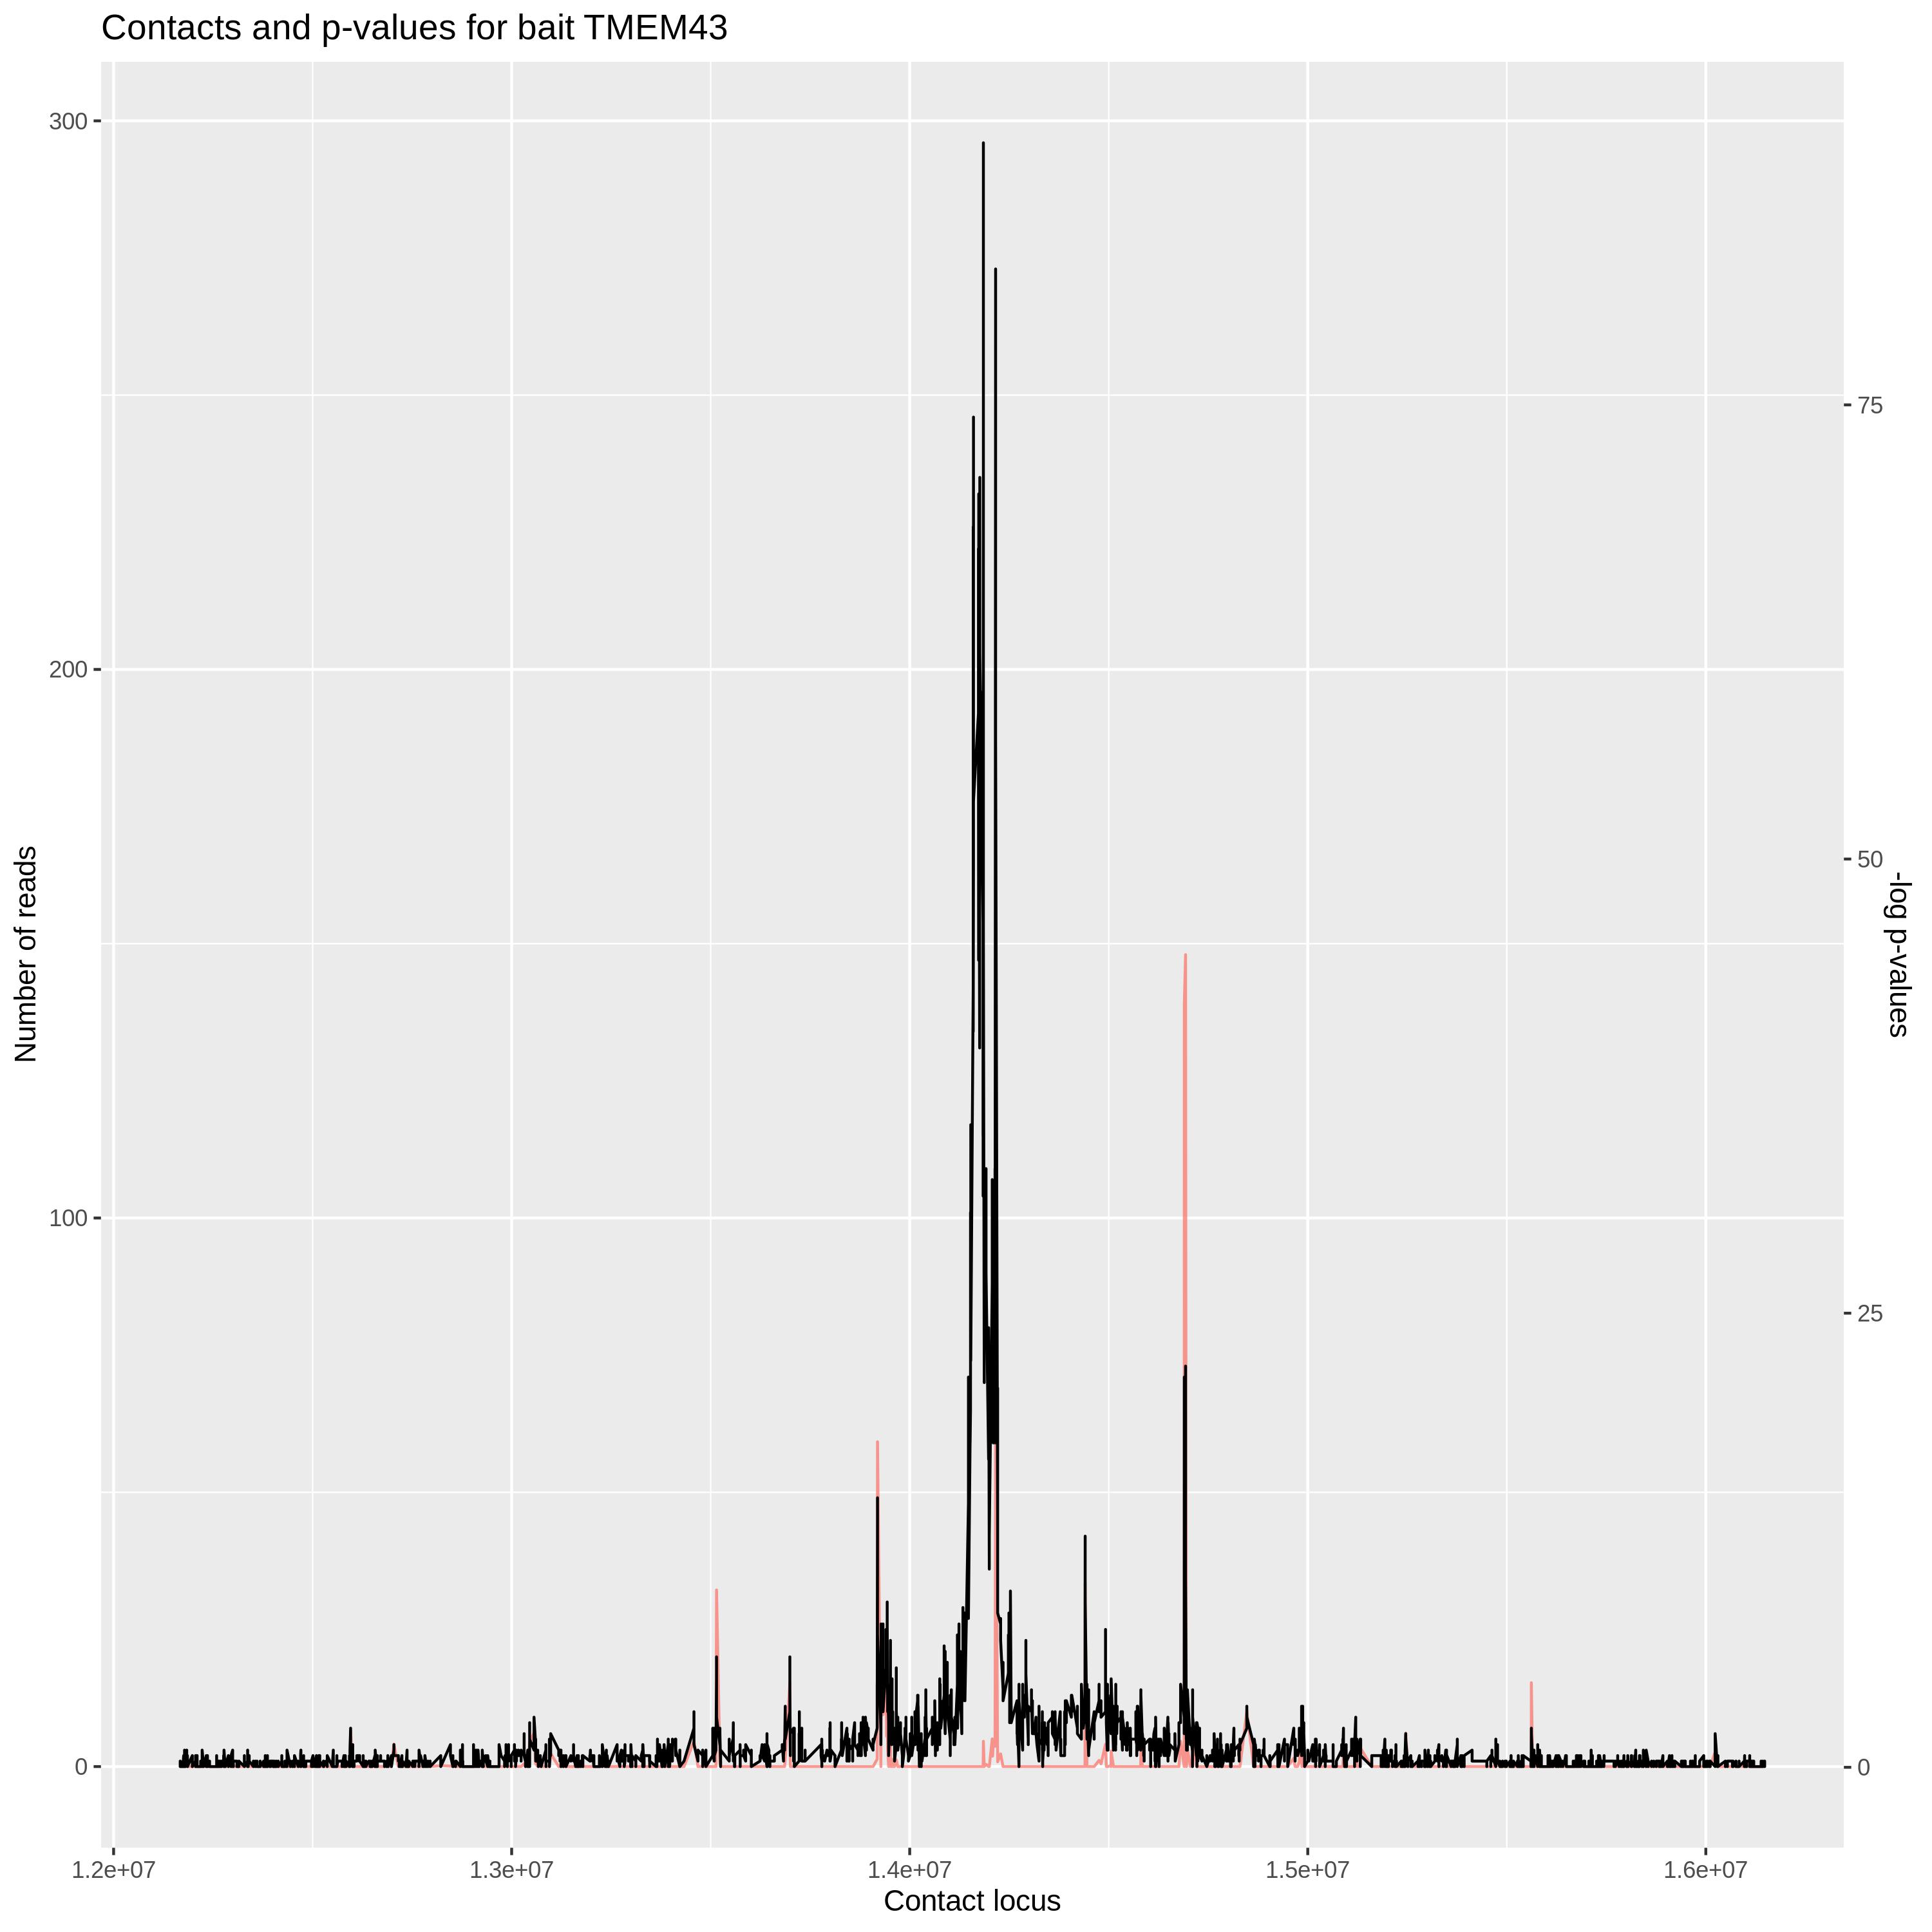 Contacts and p-values for bait TMEM43
300
200
100
0
Number of reads
75
50
25
0
-log p-values
1.2e+07
1.3e+07
1.4e+07
1.5e+07
1.6e+07
Contact locus